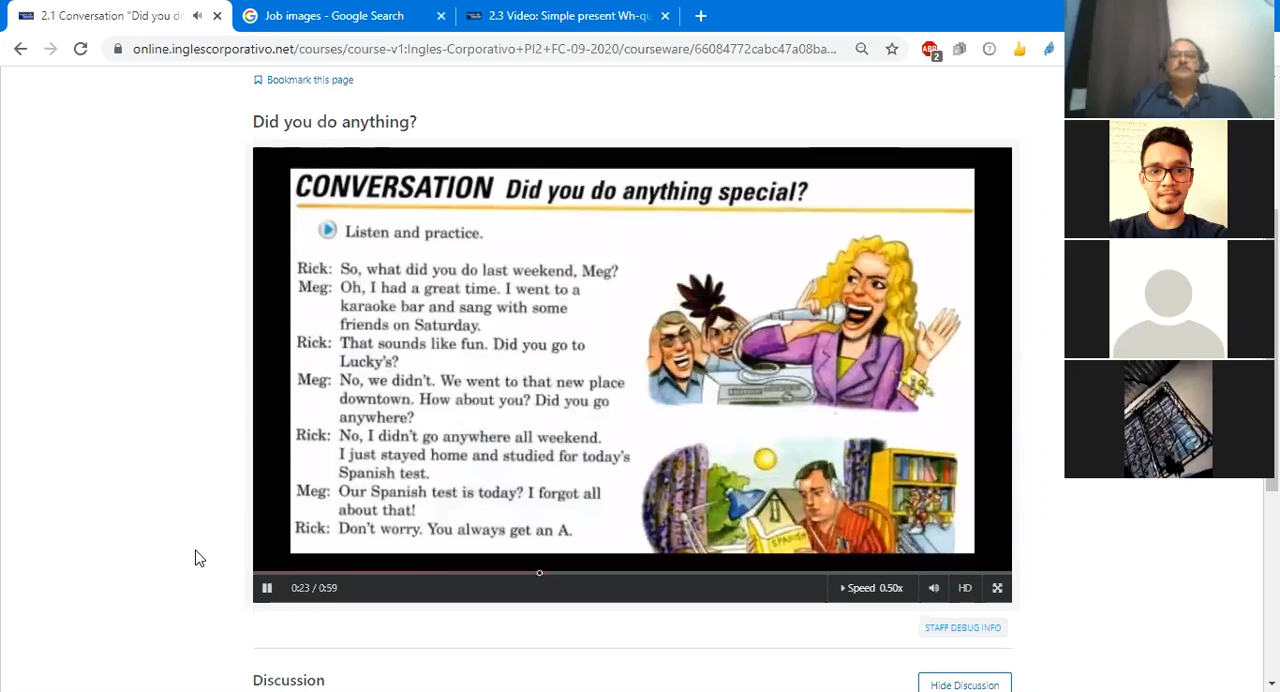 2.1 Conversation "Did you do
Job images - Google Search
2.3 Video: Simple present Wh-qu
online.inglescorporativo.net/courses/course-v1:Ingles-Corporativo+PI2+FC-09-2020/courseware/66084772cabc47a08ba...
ABP
2
Bookmark this page
Did you do anything?
CONVERSATION Did you do anything special?
Listen and practice.
Rick: So, what did you do last weekend, Meg?
Meg: Oh, I had a great time. I went to a
karaoke bar and sang with some
friends on Saturday.
Rick: That sounds like fun. Did you go to
Lucky's?
Meg: No, we didn't. We went to that new place
downtown. How about you? Did you go
anywhere?
Rick: No, I didn't go anywhere all weekend.
I just stayed home and studied for today's
Spanish test.
Meg: Our Spanish test is today? I forgot all
about that!
Rick: Don't worry. You always get an A.
SPANISH
0:23 / 0:59
Speed 0.50x
HD
STAFF DEBUG INFO
Discussion
Hide Discussion